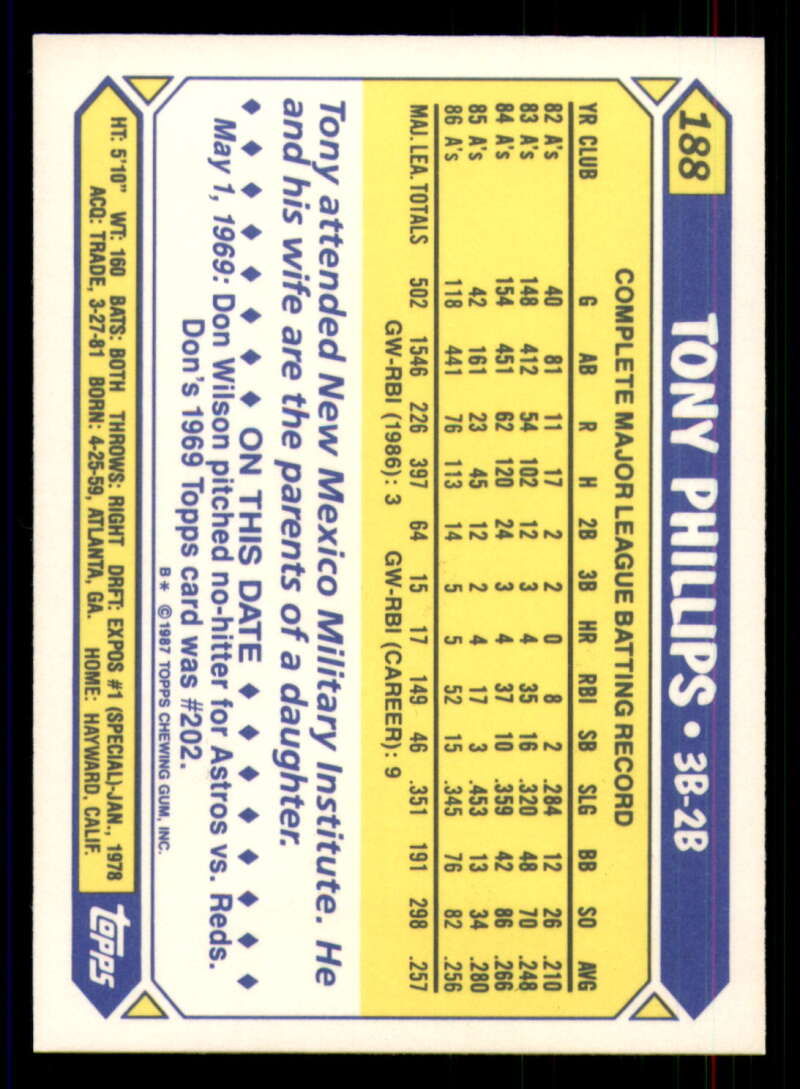 188
TONY PHILLIPS • 3B-2B
COMPLETE MAJOR LEAGUE BATTING RECORD
YR CLUB G AB R H 2B 3B HR RBI SB SLG BB SO AVG
82 A's 40 81 11 17 2 2 0 8 2 .284 12 26 .210
83 A's 148 412 54 102 12 3 4 35 16 .320 48 70 .248
84 A's 154 451 62 120 24 3 4 37 10 .359 42 86 .266
85 A's 42 161 23 45 12 2 4 17 3 .453 13 34 .280
86 A's 118 441 76 113 14 5 5 52 15 .345 76 82 .256
MAJ. LEA. TOTALS 502 1546 226 397 64 15 17 149 46 .351 191 298 .257
GW-RBI (1986): 3 GW-RBI (CAREER): 9
Tony attended New Mexico Military Institute. He
and his wife are the parents of a daughter.
◆ ◆ ◆ ◆ ◆ ◆ ◆ ◆ ON THIS DATE ◆ ◆ ◆ ◆ ◆ ◆ ◆ ◆
May 1, 1969: Don Wilson pitched no-hitter for Astros vs. Reds.
Don's 1969 Topps card was #202.
B* © 1987 TOPPS CHEWING GUM, INC.
HT: 5'10" WT: 160 BATS: BOTH THROWS: RIGHT DRFT: EXPOS #1 (SPECIAL)-JAN., 1978
ACQ: TRADE, 3-27-81 BORN: 4-25-59, ATLANTA, GA. HOME: HAYWARD, CALIF.
topps